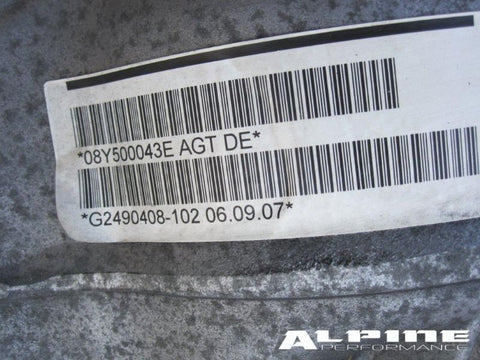 *08Y500043E AGT DE*
*G2490408-102 06.09.07*
ALPINE
PERFORMANCE